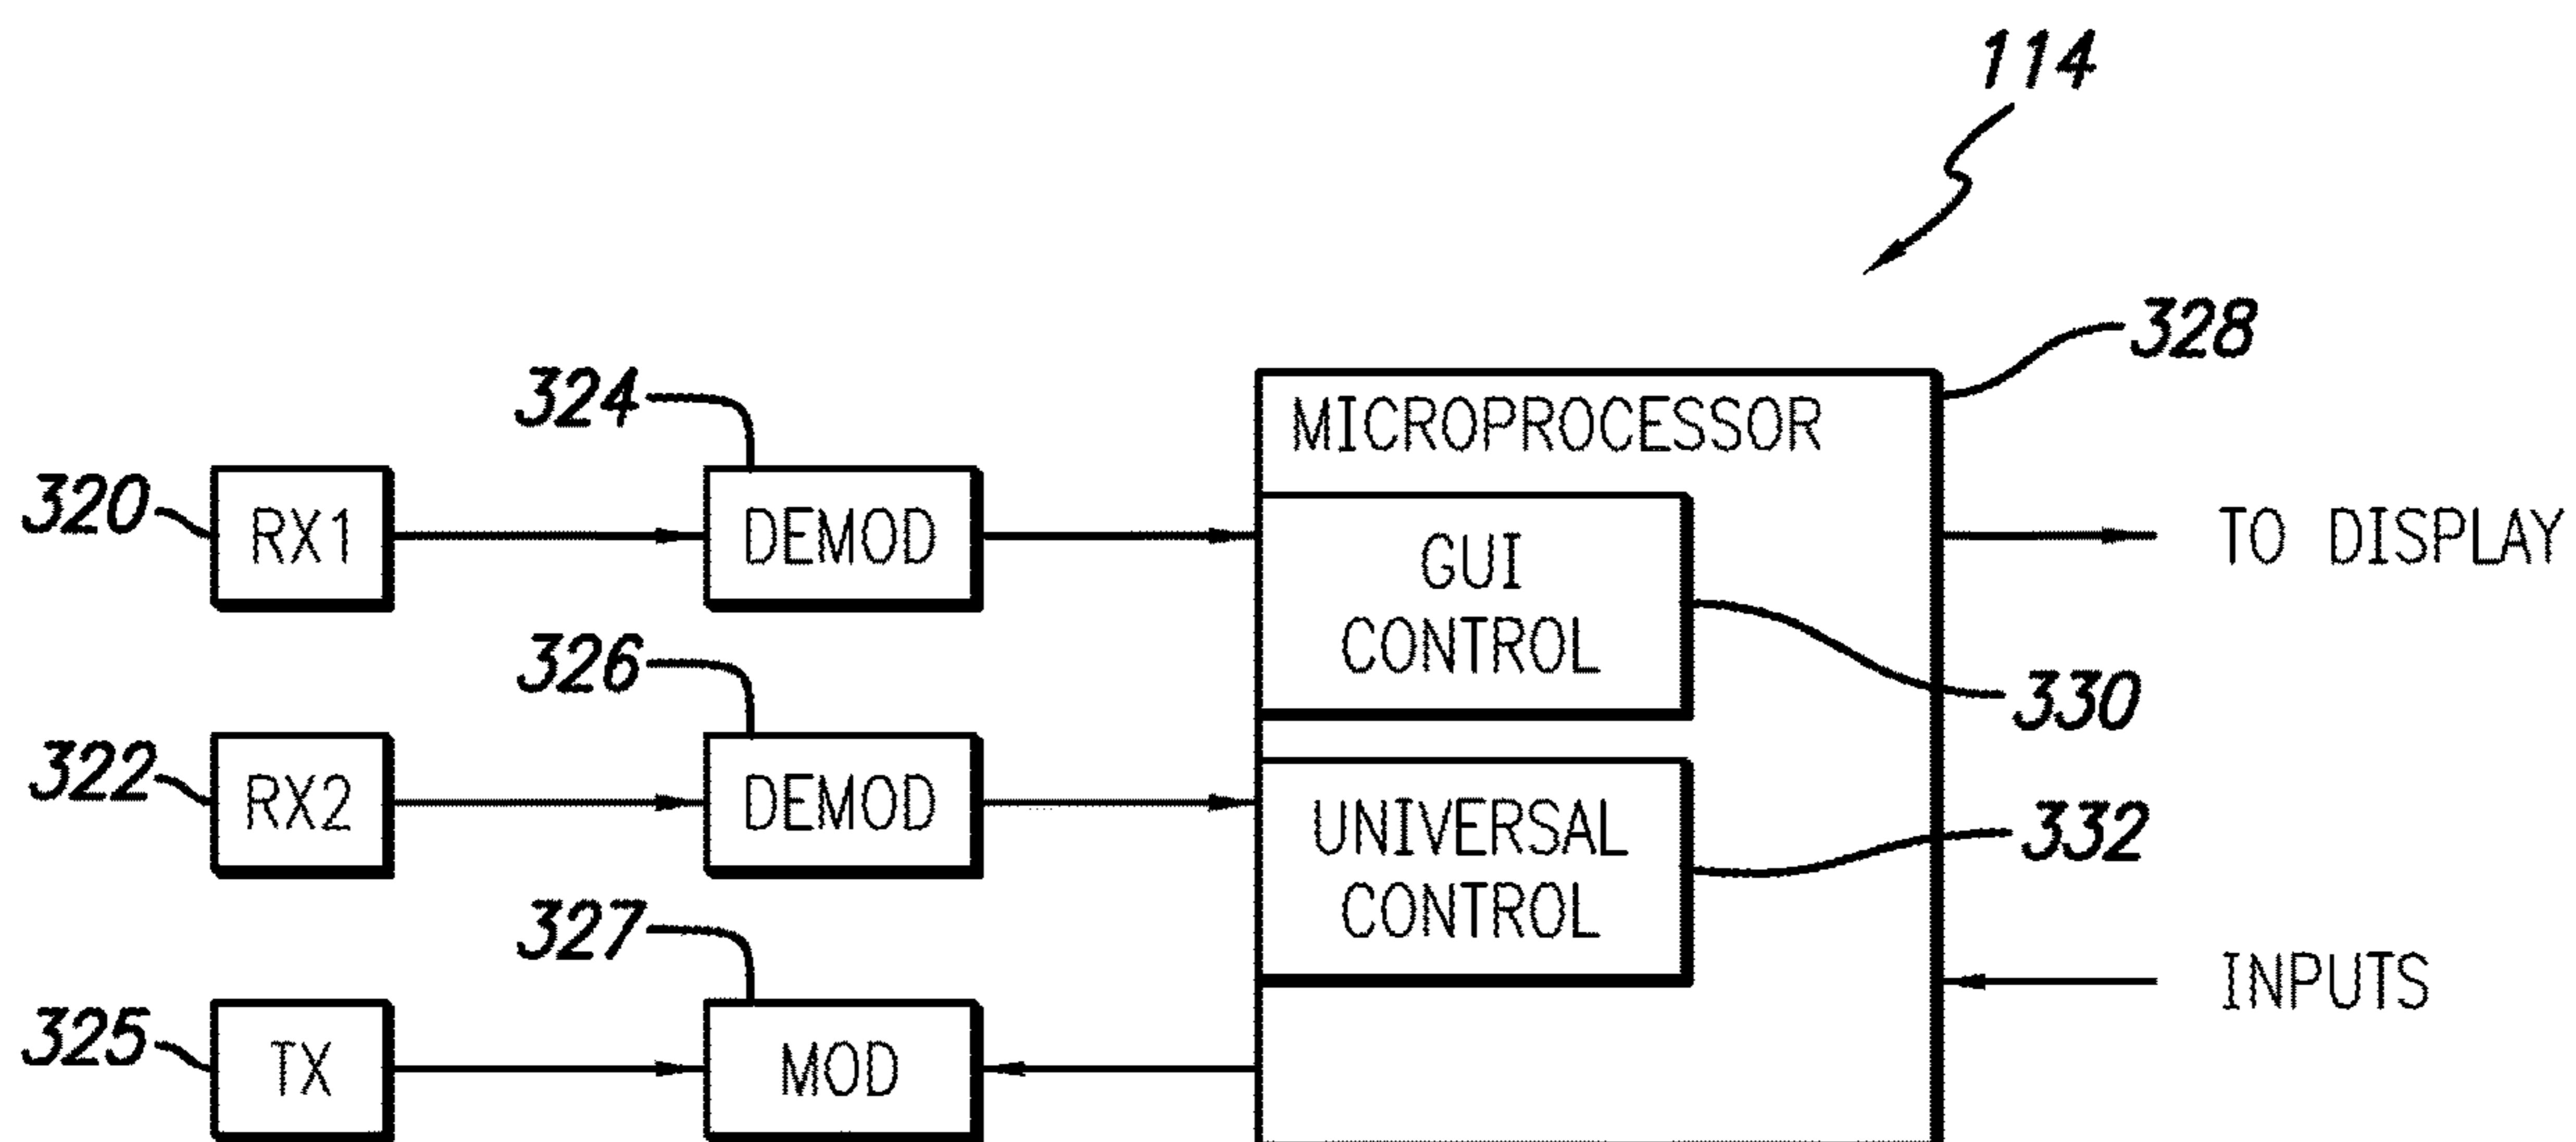 114
328
324
MICROPROCESSOR
320
RX1
DEMOD
GUI
CONTROL
TO DISPLAY
326
330
322
RX2
DEMOD
UNIVERSAL
CONTROL
332
327
INPUTS
325
TX
MOD